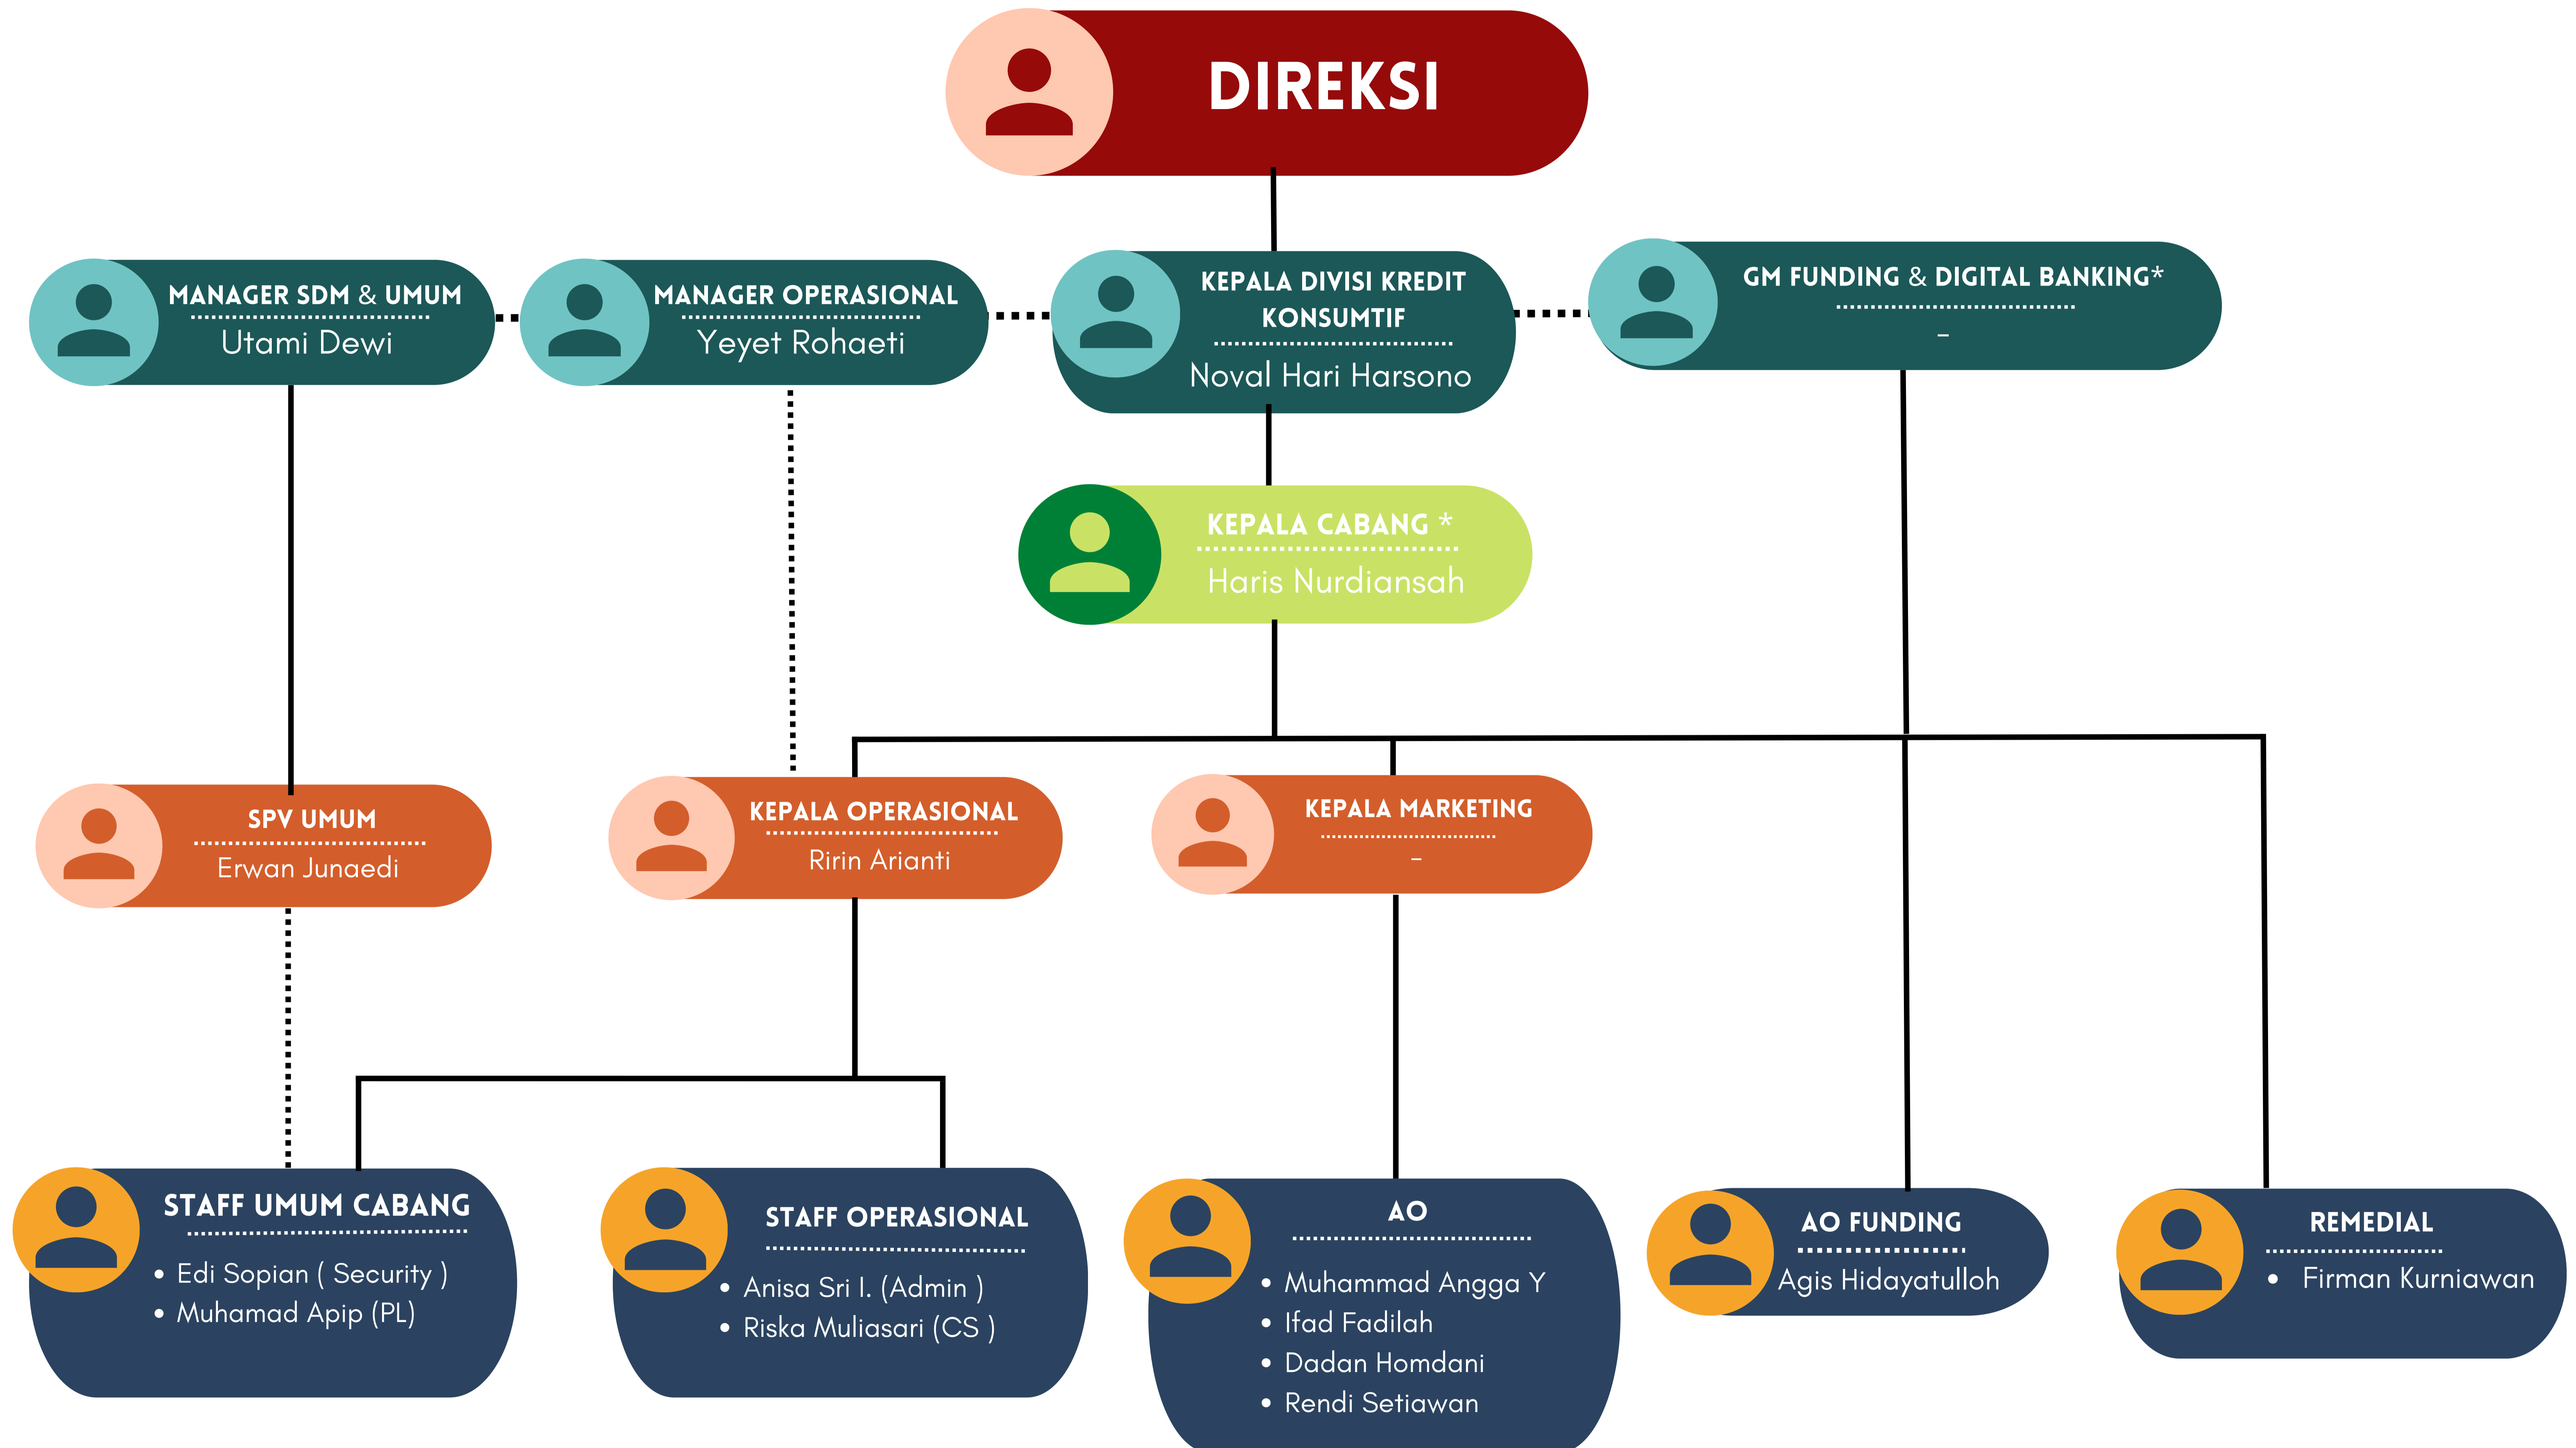 DIREKSI
MANAGER SDM & UMUM
Utami Dewi
MANAGER OPERASIONAL
Yeyet Rohaeti
KEPALA DIVISI KREDIT
KONSUMTIF
Noval Hari Harsono
GM FUNDING & DIGITAL BANKING*
-
KEPALA CABANG *
Haris Nurdiansah
SPV UMUM
Erwan Junaedi
KEPALA OPERASIONAL
Ririn Arianti
KEPALA MARKETING
-
STAFF UMUM CABANG
• Edi Sopian ( Security )
• Muhamad Apip (PL)
STAFF OPERASIONAL
• Anisa Sri I. (Admin )
• Riska Muliasari (CS )
AO
• Muhammad Angga Y
• Ifad Fadilah
• Dadan Homdani
• Rendi Setiawan
AO FUNDING
Agis Hidayatulloh
REMEDIAL
• Firman Kurniawan